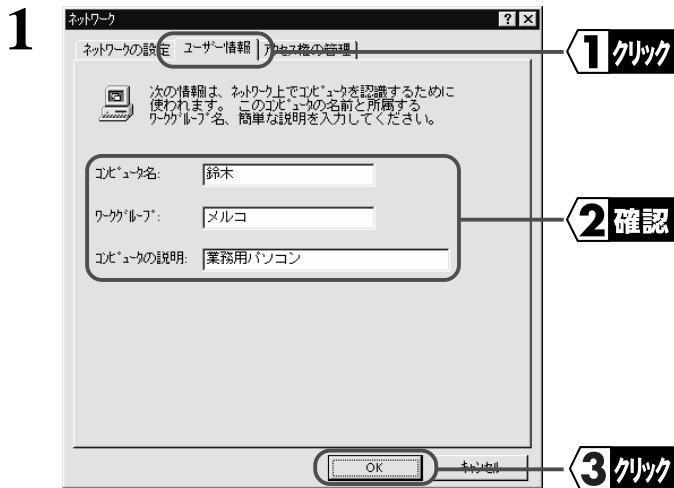 1
ネットワーク
ネットワークの設定 ユーザー情報 アクセス権の管理
1 クリック
次の情報は、ネットワーク上でコンピュータを認識するために
使われます。 このコンピュータの名前と所属する
ワークグループ名、簡単な説明を入力してください。
コンピュータ名: 鈴木
ワークグループ: メルコ
2 確認
コンピュータの説明: 業務用パソコン
OK キャンセル
3 クリック